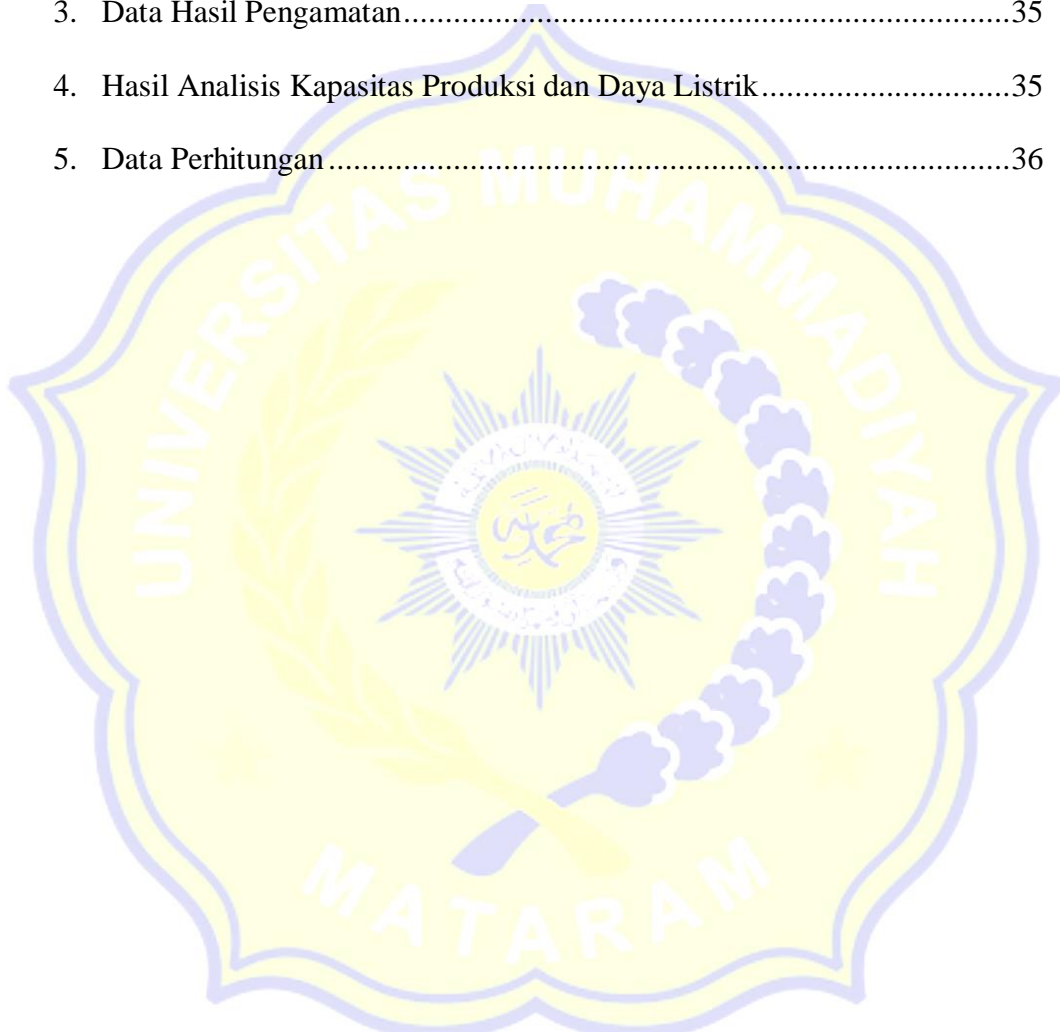 3. Data Hasil Pengamatan..........................................................................35
4. Hasil Analisis Kapasitas Produksi dan Daya Listrik..............................35
5. Data Perhitungan...................................................................................36
UNIVERSITAS MUHAMMADIYAH
MATARAM